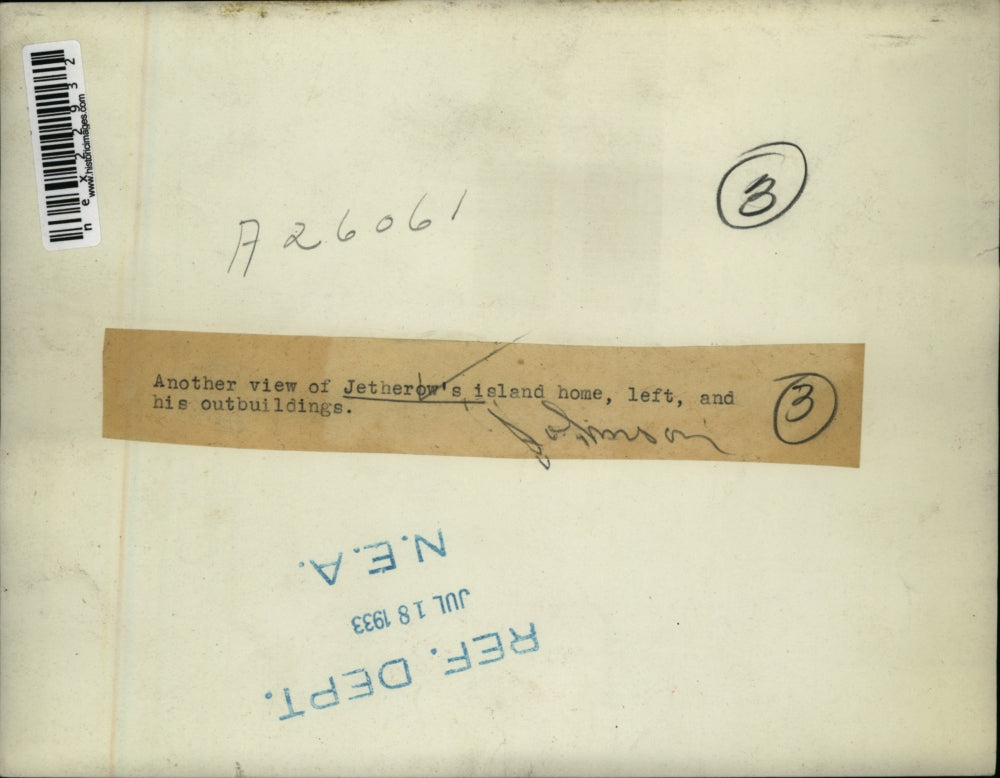 nex22932
www.historicimages.com
3
A26061
Another view of Jetherow's island home, left, and
his outbuildings.
3
Johnson
REF. DEPT.
JUL 18 1933
N.E.A.